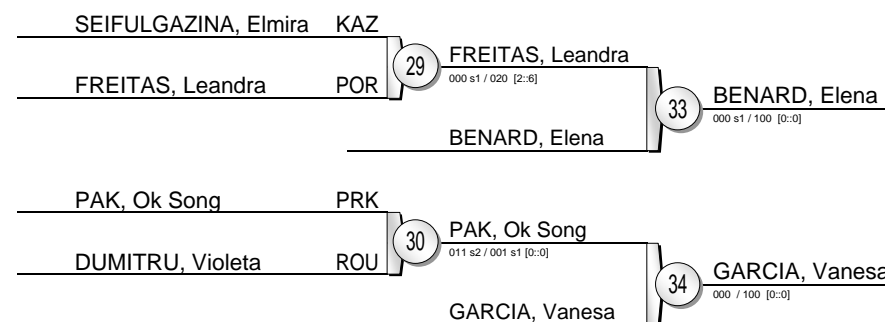 SEIFULGAZINA, Elmira KAZ
29
FREITAS, Leandra
000 s1 / 020 [2::6]
FREITAS, Leandra POR
33
BENARD, Elena
000 s1 / 100 [0::0]
BENARD, Elena
PAK, Ok Song PRK
30
PAK, Ok Song
011 s2 / 001 s1 [0::0]
DUMITRU, Violeta ROU
34
GARCIA, Vanesa
000 / 100 [0::0]
GARCIA, Vanesa